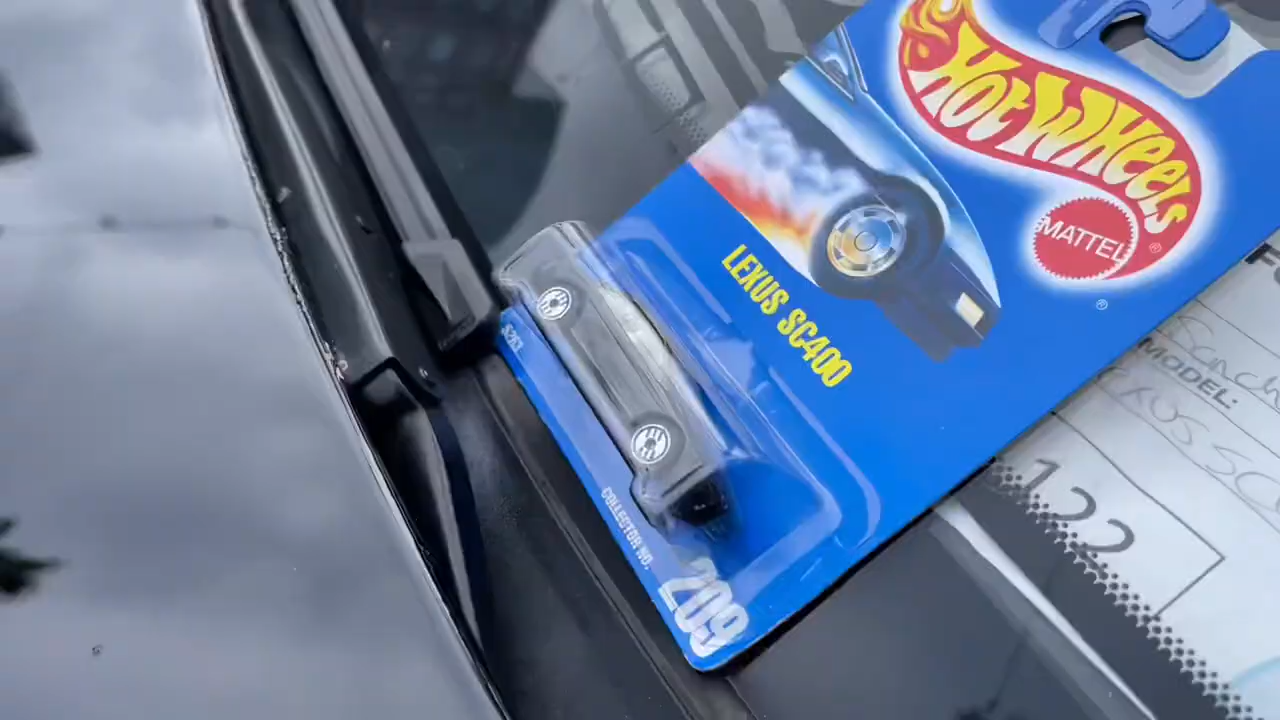 HOT WHEELS
®
MATTEL
®
LEXUS SC400
COLLECTOR NO.
209
MODEL:
122